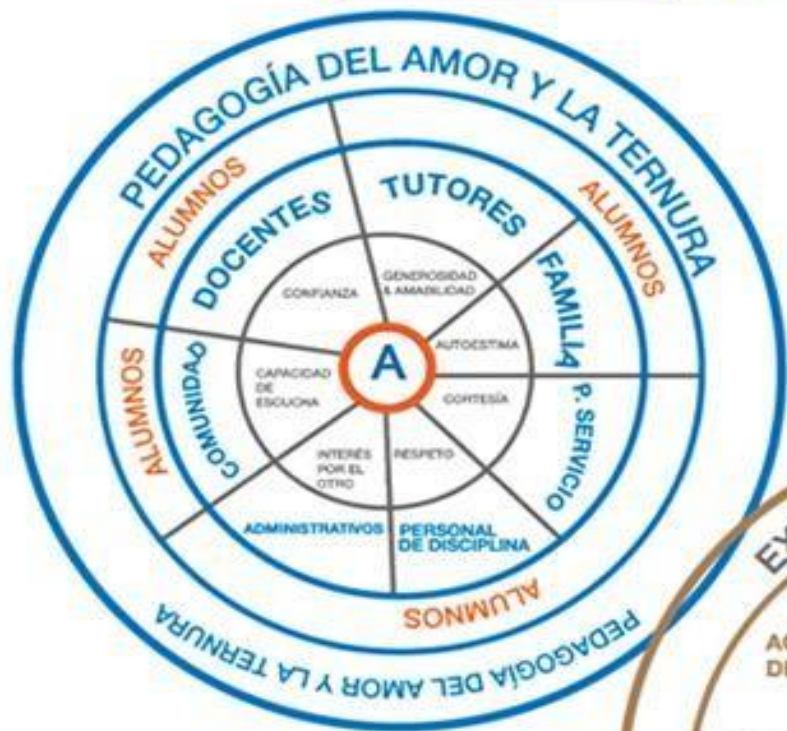 PEDAGOGÍA DEL AMOR Y LA TERNURA
ALUMNOS
ALUMNOS
ALUMNOS
DOCENTES
TUTORES
FAMILIA
COMUNIDAD
P. SERVICIO
CONFIANZA
GENEROSIDAD
& AMABILIDAD
AUTOESTIMA
A
CAPACIDAD
DE
ESCUCHA
CORTESÍA
INTERÉS
POR EL
OTRO
RESPETO
ADMINISTRATIVOS
PERSONAL
DE DISCIPLINA
ALUMNOS
PEDAGOGÍA DEL AMOR Y LA TERNURA